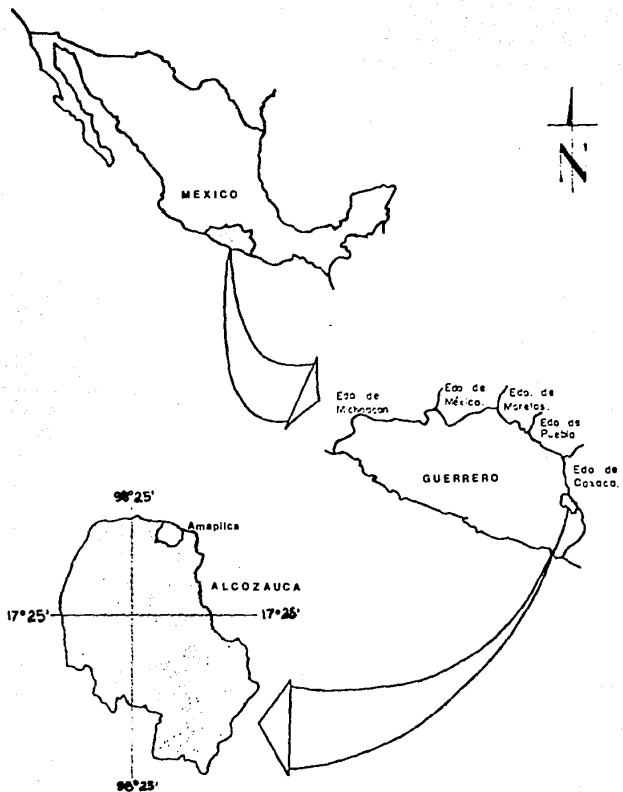 MEXICO
N
Edo de
Michoacan
Edo de
México.
Edo. de
Morelos.
Edo de
Puebla
Edo de
Oaxaca.
GUERRERO
98°25'
Amapilca
ALCOZAUCA
17°25'
17°25'
98°25'